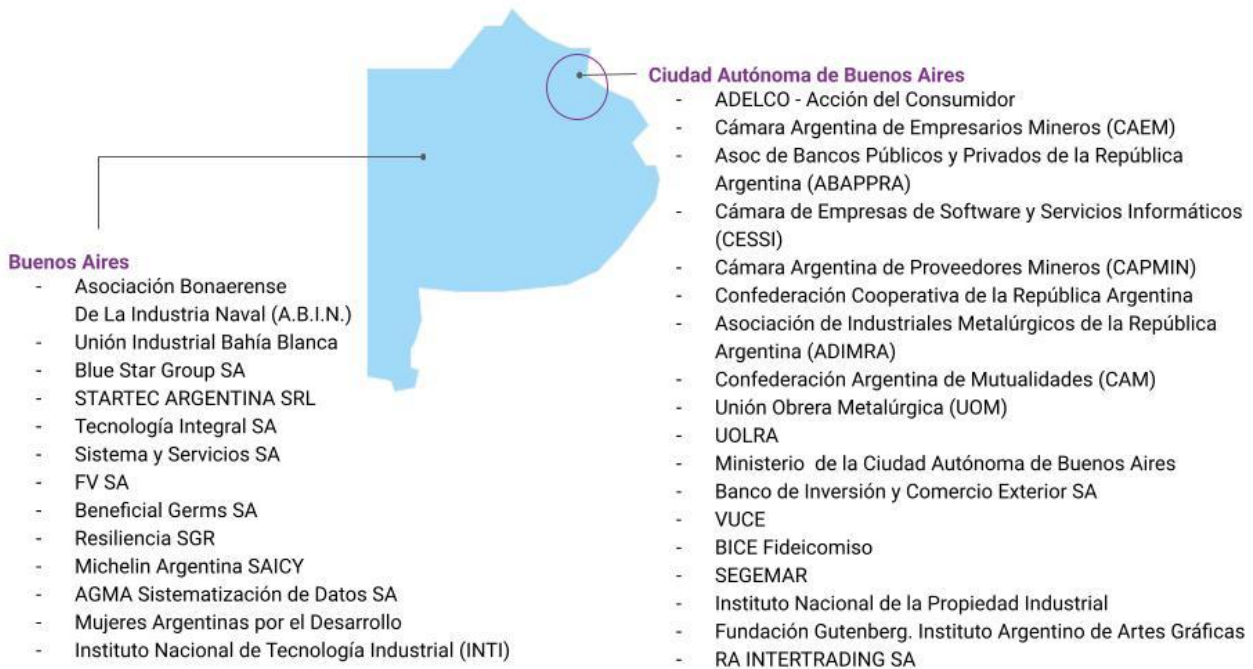 Ciudad Autónoma de Buenos Aires
- ADELCO - Acción del Consumidor
- Cámara Argentina de Empresarios Mineros (CAEM)
- Asoc de Bancos Públicos y Privados de la República
Argentina (ABAPPRA)
- Cámara de Empresas de Software y Servicios Informáticos
(CESSI)
- Cámara Argentina de Proveedores Mineros (CAPMIN)
- Confederación Cooperativa de la República Argentina
- Asociación de Industriales Metalúrgicos de la República
Argentina (ADIMRA)
- Confederación Argentina de Mutualidades (CAM)
- Unión Obrera Metalúrgica (UOM)
- UOLRA
- Ministerio de la Ciudad Autónoma de Buenos Aires
- Banco de Inversión y Comercio Exterior SA
- VUCE
- BICE Fideicomiso
- SEGEMAR
- Instituto Nacional de la Propiedad Industrial
- Fundación Gutenberg. Instituto Argentino de Artes Gráficas
- RA INTERTRADING SA
Buenos Aires
- Asociación Bonaerense
De La Industria Naval (A.B.I.N.)
- Unión Industrial Bahía Blanca
- Blue Star Group SA
- STARTEC ARGENTINA SRL
- Tecnología Integral SA
- Sistema y Servicios SA
- FV SA
- Beneficial Germs SA
- Resiliencia SGR
- Michelin Argentina SAICY
- AGMA Sistematización de Datos SA
- Mujeres Argentinas por el Desarrollo
- Instituto Nacional de Tecnología Industrial (INTI)